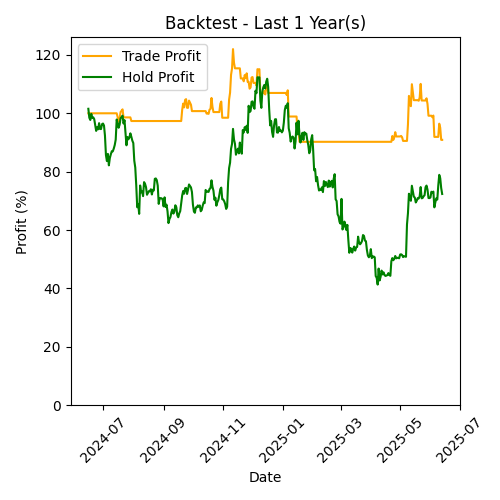 Backtest - Last 1 Year(s)
Trade Profit
Hold Profit
Profit (%)
120
100
80
60
40
20
0
2024-07
2024-09
2024-11
2025-01
2025-03
2025-05
2025-07
Date